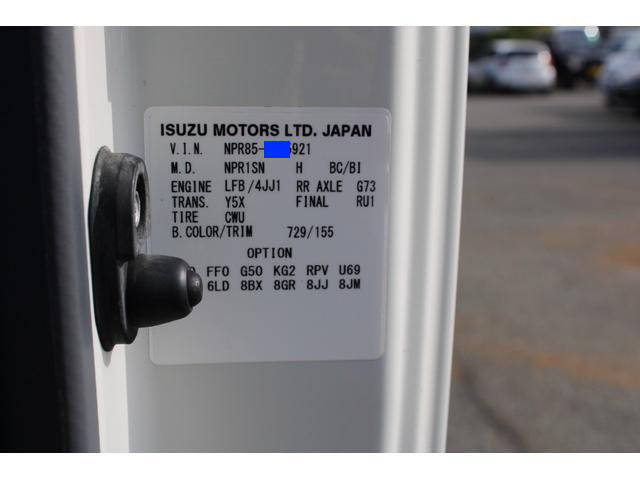 ISUZU MOTORS LTD. JAPAN
V.I.N. NPR85- 6921
M.D. NPR1SN H BC/BI
ENGINE LFB/4JJ1 RR AXLE G73
TRANS. Y5X FINAL RU1
TIRE CWU
B.COLOR/TRIM 729/155
OPTION
FF0 G50 KG2 RPV U69
6LD 8BX 8GR 8JJ 8JM